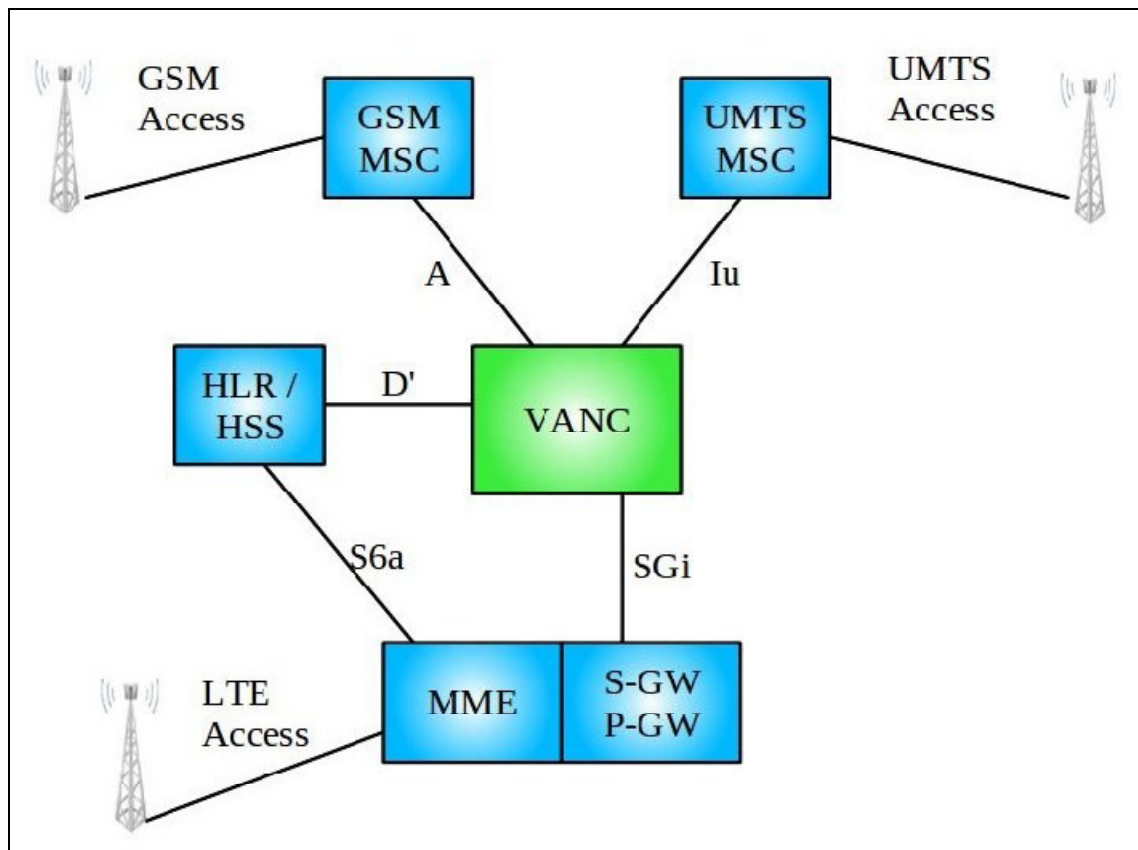 GSM
Access
GSM
MSC
UMTS
MSC
UMTS
Access
A
Iu
HLR /
HSS
D'
VANC
S6a
SGi
LTE
Access
MME
S-GW
P-GW